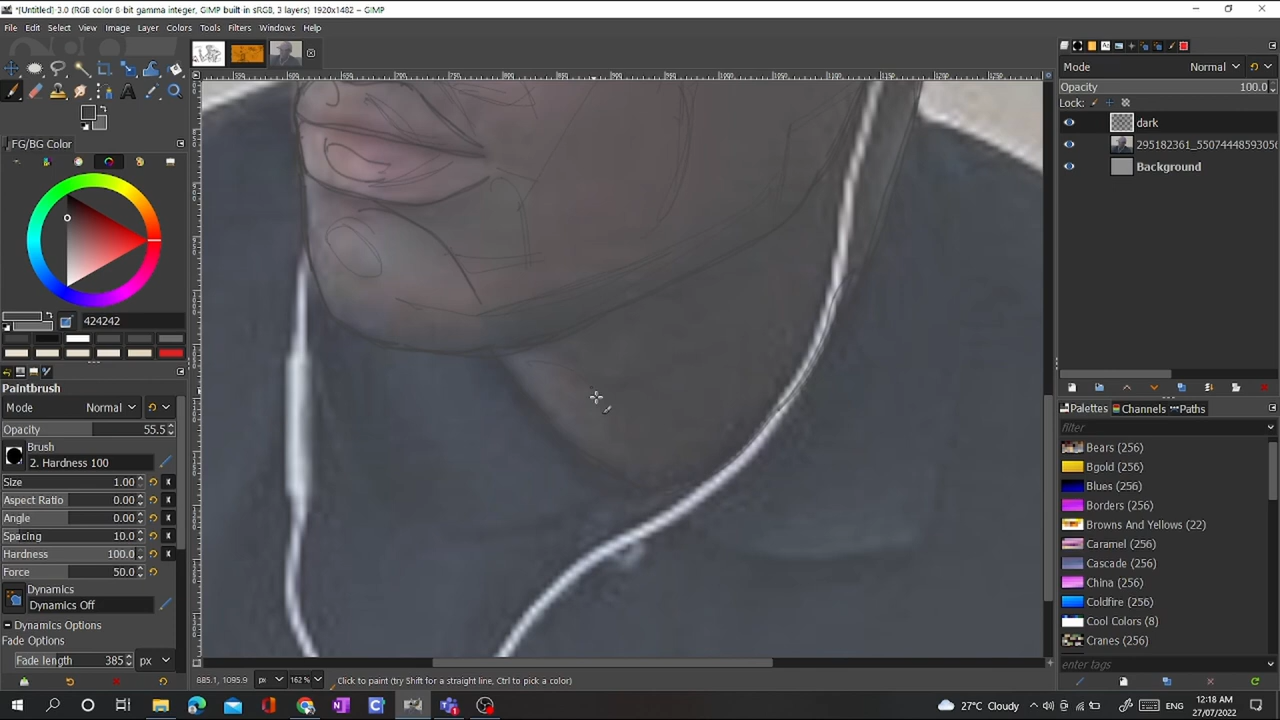 *[Untitled] 3.0 (RGB color 8-bit gamma integer, GIMP built in sRGB, 3 layers) 1920x1482 – GIMP
File Edit Select View Image Layer Colors Tools Filters Windows Help
FG/BG Color
424242
Paintbrush
Mode Normal
Opacity 55.5
Brush
2. Hardness 100
Size 1.00
Aspect Ratio 0.00
Angle 0.00
Spacing 10.0
Hardness 100.0
Force 50.0
Dynamics
Dynamics Off
Dynamics Options
Fade Options
Fade length 385 px
885.1, 1095.9 px 162 % Click to paint (try Shift for a straight line, Ctrl to pick a color)
Mode Normal
Opacity 100.0
Lock:
dark
295182361_5507444859305
Background
Palettes Channels Paths
filter
Bears (256)
Bgold (256)
Blues (256)
Borders (256)
Browns And Yellows (22)
Caramel (256)
Cascade (256)
China (256)
Coldfire (256)
Cool Colors (8)
Cranes (256)
enter tags
27°C Cloudy ENG 12:18 AM
27/07/2022